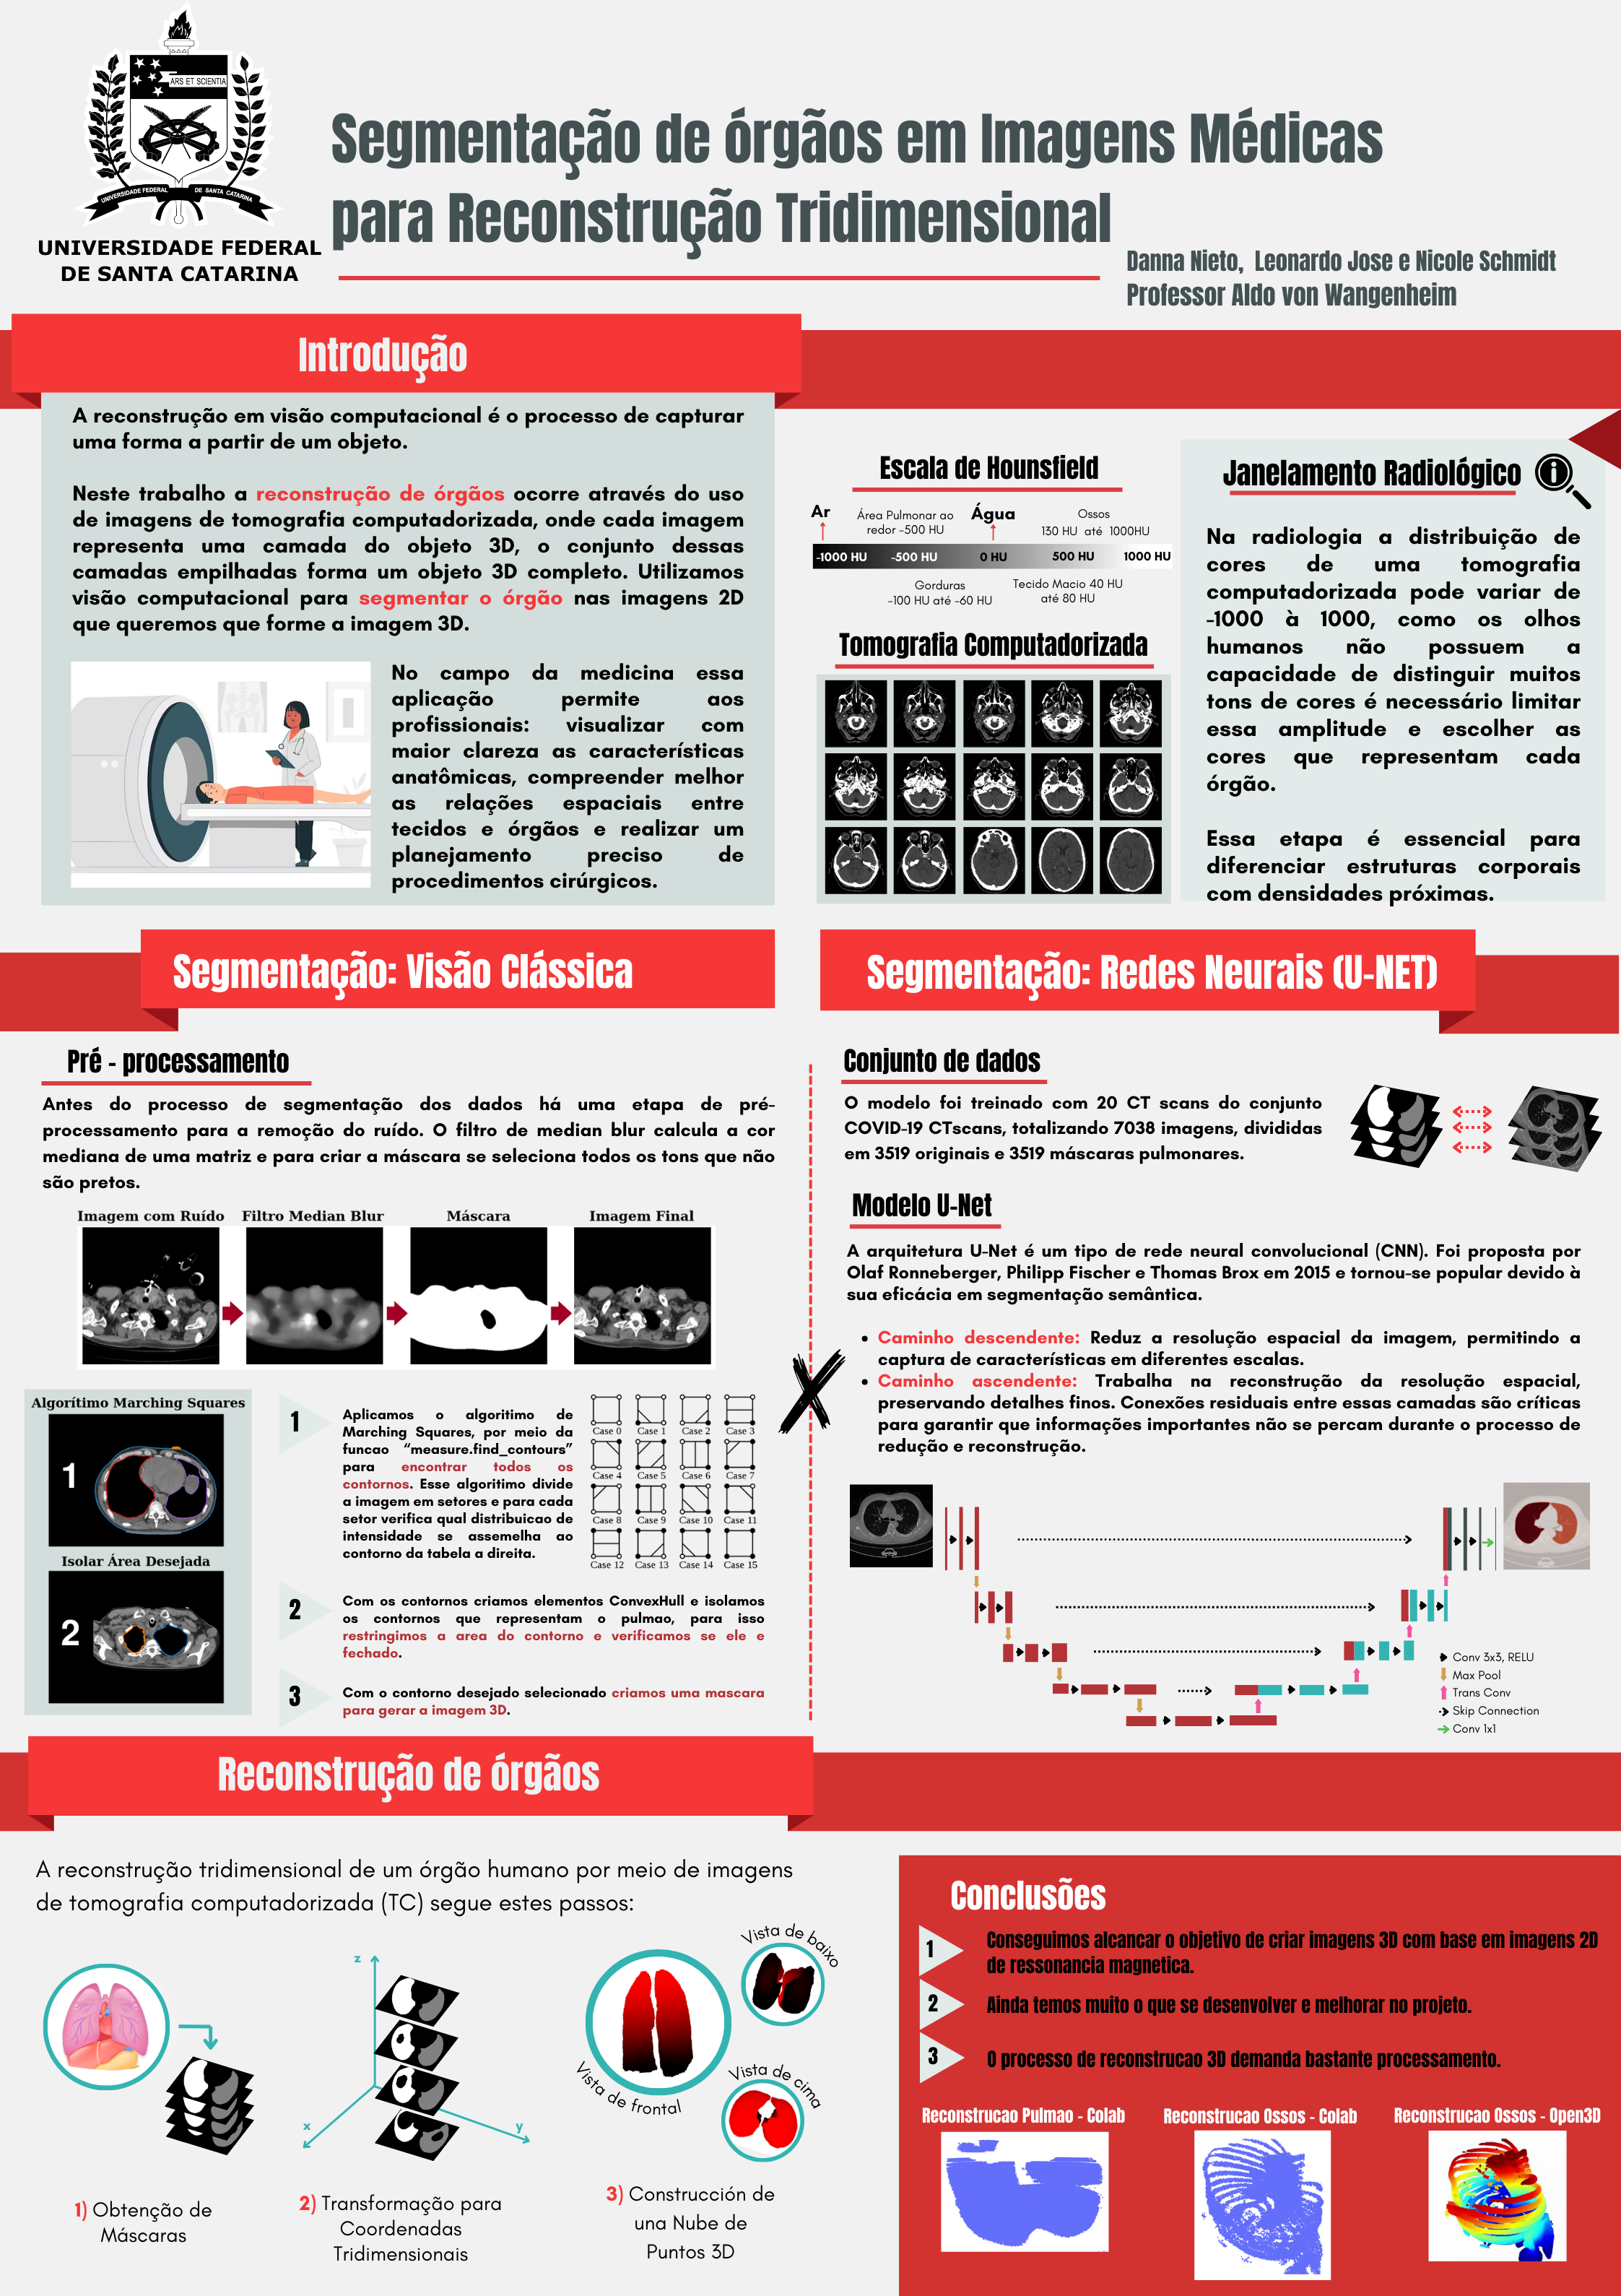 ARS ET SCIENTIA
UNIVERSIDADE FEDERAL DE SANTA CATARINA
UNIVERSIDADE FEDERAL
DE SANTA CATARINA
Segmentação de órgãos em Imagens Médicas
para Reconstrução Tridimensional
Danna Nieto, Leonardo Jose e Nicole Schmidt
Professor Aldo von Wangenheim
Introdução
A reconstrução em visão computacional é o processo de capturar
uma forma a partir de um objeto.
Neste trabalho a reconstrução de órgãos ocorre através do uso
de imagens de tomografia computadorizada, onde cada imagem
representa uma camada do objeto 3D, o conjunto dessas
camadas empilhadas forma um objeto 3D completo. Utilizamos
visão computacional para segmentar o órgão nas imagens 2D
que queremos que forme a imagem 3D.
No campo da medicina essa
aplicação permite aos
profissionais: visualizar com
maior clareza as características
anatômicas, compreender melhor
as relações espaciais entre
tecidos e órgãos e realizar um
planejamento preciso de
procedimentos cirúrgicos.
Escala de Hounsfield
Ar
Área Pulmonar ao
redor -500 HU
Água
Ossos
130 HU até 1000HU
-1000 HU -500 HU 0 HU 500 HU 1000 HU
Gorduras
-100 HU até -60 HU
Tecido Macio 40 HU
até 80 HU
Tomografia Computadorizada
Janelamento Radiológico
Na radiologia a distribuição de
cores de uma tomografia
computadorizada pode variar de
-1000 à 1000, como os olhos
humanos não possuem a
capacidade de distinguir muitos
tons de cores é necessário limitar
essa amplitude e escolher as
cores que representam cada
órgão.
Essa etapa é essencial para
diferenciar estruturas corporais
com densidades próximas.
Segmentação: Visão Clássica
Pré - processamento
Antes do processo de segmentação dos dados há uma etapa de pré-
processamento para a remoção do ruído. O filtro de median blur calcula a cor
mediana de uma matriz e para criar a máscara se seleciona todos os tons que não
são pretos.
Imagem com Ruído Filtro Median Blur Máscara Imagem Final
Algorítimo Marching Squares
1
Isolar Área Desejada
2
1
Aplicamos o algoritimo de
Marching Squares, por meio da
funcao “measure.find_contours”
para encontrar todos os
contornos. Esse algoritimo divide
a imagem em setores e para cada
setor verifica qual distribuicao de
intensidade se assemelha ao
contorno da tabela a direita.
Case 0 Case 1 Case 2 Case 3
Case 4 Case 5 Case 6 Case 7
Case 8 Case 9 Case 10 Case 11
Case 12 Case 13 Case 14 Case 15
2
Com os contornos criamos elementos ConvexHull e isolamos
os contornos que representam o pulmao, para isso
restringimos a area do contorno e verificamos se ele e
fechado.
3
Com o contorno desejado selecionado criamos uma mascara
para gerar a imagem 3D.
Segmentação: Redes Neurais (U-NET)
Conjunto de dados
O modelo foi treinado com 20 CT scans do conjunto
COVID-19 CTscans, totalizando 7038 imagens, divididas
em 3519 originais e 3519 máscaras pulmonares.
Modelo U-Net
A arquitetura U-Net é um tipo de rede neural convolucional (CNN). Foi proposta por
Olaf Ronneberger, Philipp Fischer e Thomas Brox em 2015 e tornou-se popular devido à
sua eficácia em segmentação semântica.
• Caminho descendente: Reduz a resolução espacial da imagem, permitindo a
captura de características em diferentes escalas.
• Caminho ascendente: Trabalha na reconstrução da resolução espacial,
preservando detalhes finos. Conexões residuais entre essas camadas são críticas
para garantir que informações importantes não se percam durante o processo de
redução e reconstrução.
Conv 3x3, RELU
Max Pool
Trans Conv
Skip Connection
Conv 1x1
Reconstrução de órgãos
A reconstrução tridimensional de um órgão humano por meio de imagens
de tomografia computadorizada (TC) segue estes passos:
z
x
y
Vista de baixo
Vista de frontal
Vista de cima
1) Obtenção de
Máscaras
2) Transformação para
Coordenadas
Tridimensionais
3) Construcción de
una Nube de
Puntos 3D
Conclusões
1
Conseguimos alcancar o objetivo de criar imagens 3D com base em imagens 2D
de ressonancia magnetica.
2
Ainda temos muito o que se desenvolver e melhorar no projeto.
3
O processo de reconstrucao 3D demanda bastante processamento.
Reconstrucao Pulmao - Colab
Reconstrucao Ossos - Colab
Reconstrucao Ossos - Open3D